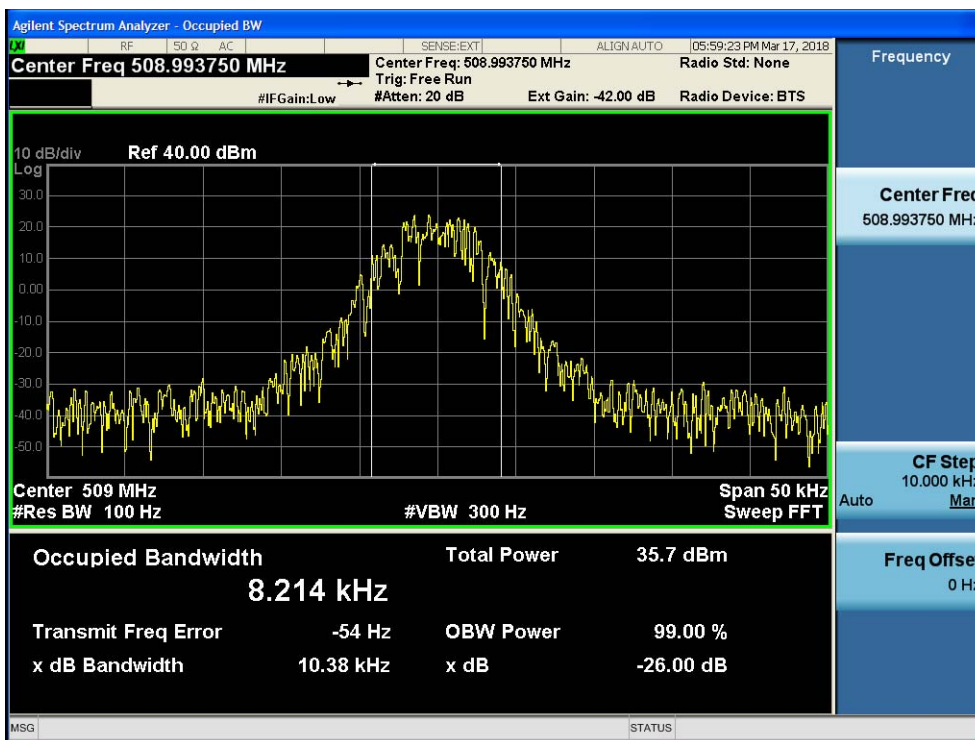 Agilent Spectrum Analyzer - Occupied BW
LXI RF 50 Ω AC SENSE:EXT ALIGN AUTO 05:59:23 PM Mar 17, 2018
Center Freq 508.993750 MHz
Center Freq: 508.993750 MHz Radio Std: None
Trig: Free Run
#IFGain:Low #Atten: 20 dB Ext Gain: -42.00 dB Radio Device: BTS
10 dB/div Ref 40.00 dBm
Log
30.0
20.0
10.0
0.00
-10.0
-20.0
-30.0
-40.0
-50.0
Center 509 MHz Span 50 kHz
#Res BW 100 Hz #VBW 300 Hz Sweep FFT
Occupied Bandwidth Total Power 35.7 dBm
8.214 kHz
Transmit Freq Error -54 Hz OBW Power 99.00 %
x dB Bandwidth 10.38 kHz x dB -26.00 dB
MSG STATUS
Frequency
Center Freq
508.993750 MH
CF Step
10.000 kH
Auto Man
Freq Offse
0 H